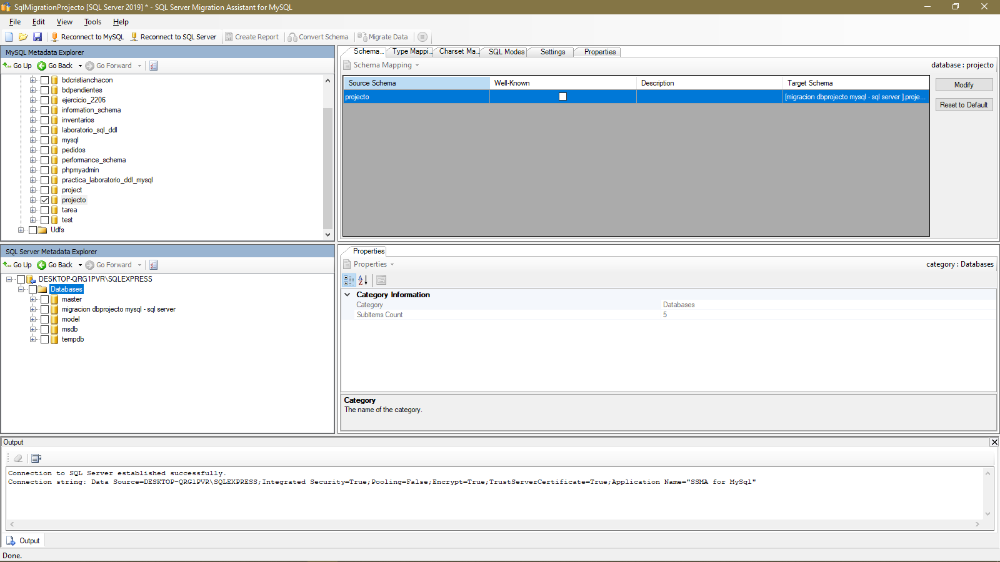 SqlMigrationProjecto [SQL Server 2019] * - SQL Server Migration Assistant for MySQL
File Edit View Tools Help
Reconnect to MySQL Reconnect to SQL Server Create Report Convert Schema Migrate Data
MySQL Metadata Explorer
Go Up Go Back Go Forward
bdcristianchacon
bdpendientes
ejercicio_2206
information_schema
inventarios
laboratorio_sql_ddl
mysql
pedidos
performance_schema
phpmyadmin
practica_laboratorio_ddl_mysql
project
projecto
tarea
test
Udfs
Schema... Type Mappi... Charset Ma... SQL Modes Settings Properties
Schema Mapping database : projecto
Source Schema Well-Known Description Target Schema
projecto [migracion dbprojecto mysql - sql server ].proje...
Modify
Reset to Default
SQL Server Metadata Explorer
Go Up Go Back Go Forward
DESKTOP-QRG1PVR\SQLEXPRESS
Databases
master
migracion dbprojecto mysql - sql server
model
msdb
tempdb
Properties
Properties category : Databases
Category Information
Category Databases
Subitems Count 5
Category
The name of the category.
Output
Connection to SQL Server established successfully.
Connection string: Data Source=DESKTOP-QRG1PVR\SQLEXPRESS;Integrated Security=True;Pooling=False;Encrypt=True;TrustServerCertificate=True;Application Name="SSMA for MySql"
Output
Done.